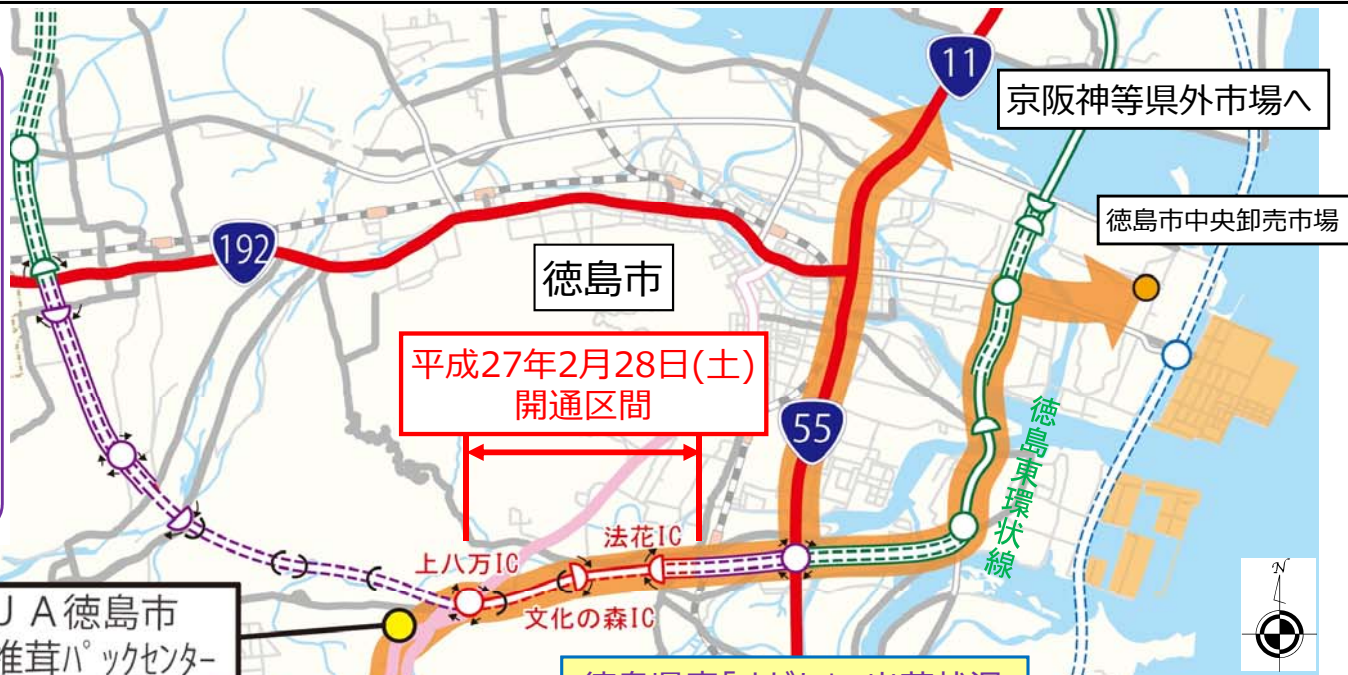 11
京阪神等県外市場へ
徳島市中央卸売市場
192
徳島市
平成27年2月28日(土)
開通区間
55
徳島東環状線
法花IC
上八万IC
文化の森IC
JA徳島市
椎茸パックセンター
N